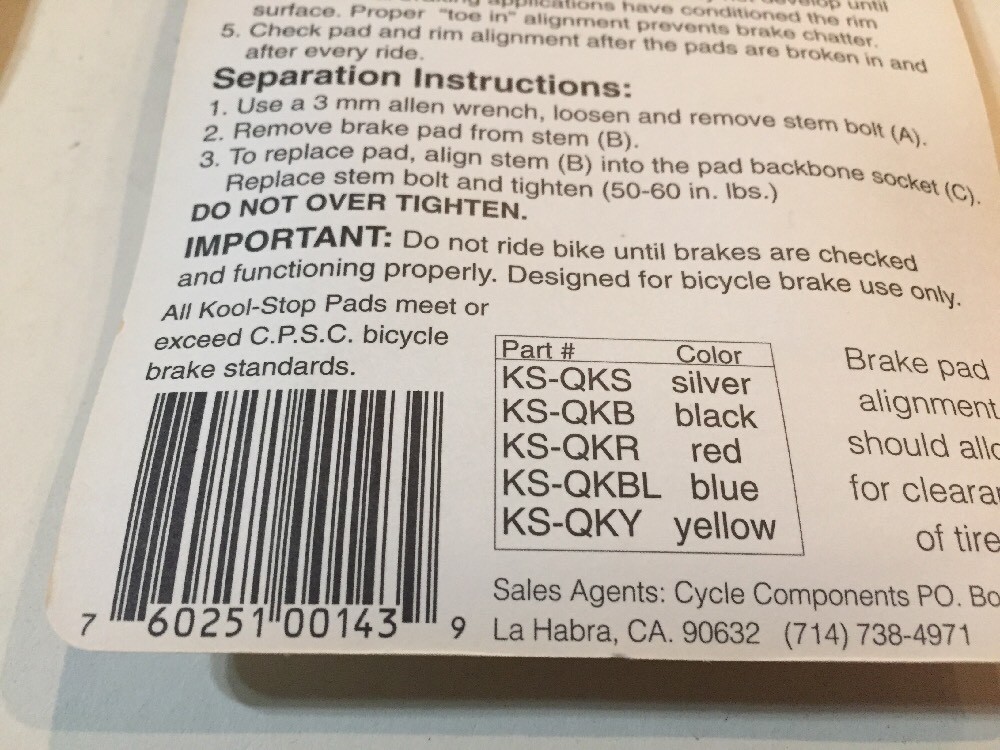 applications have conditioned the rim
surface. Proper "toe in" alignment prevents brake chatter.
5. Check pad and rim alignment after the pads are broken in and
after every ride.
Separation Instructions:
1. Use a 3 mm allen wrench, loosen and remove stem bolt (A).
2. Remove brake pad from stem (B).
3. To replace pad, align stem (B) into the pad backbone socket (C).
Replace stem bolt and tighten (50-60 in. lbs.)
DO NOT OVER TIGHTEN.
IMPORTANT: Do not ride bike until brakes are checked
and functioning properly. Designed for bicycle brake use only.
All Kool-Stop Pads meet or
exceed C.P.S.C. bicycle
brake standards.
Part # Color
KS-QKS silver
KS-QKB black
KS-QKR red
KS-QKBL blue
KS-QKY yellow
Brake pad
alignment
should
for
of tire
Sales Agents: Cycle Components PO.
La Habra, CA. 90632 (714) 738-4971
7 60251 00143 9